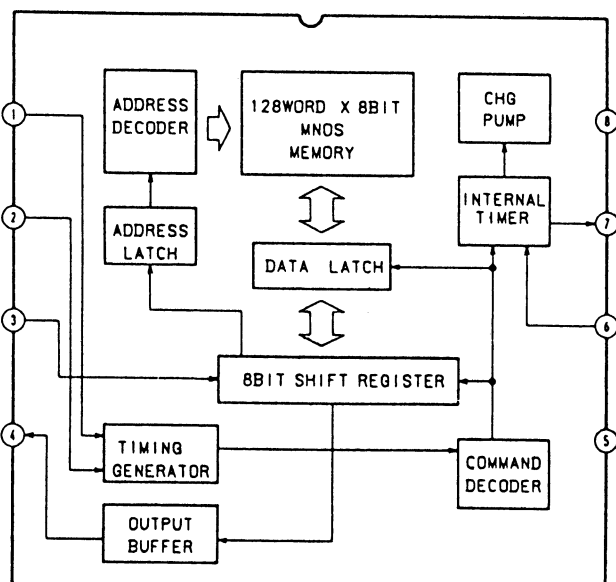 ADDRESS
DECODER
128WORD X 8BIT
MNOS
MEMORY
CHG
PUMP
1
8
ADDRESS
LATCH
INTERNAL
TIMER
2
7
DATA LATCH
3
6
8BIT SHIFT REGISTER
4
5
TIMING
GENERATOR
COMMAND
DECODER
OUTPUT
BUFFER